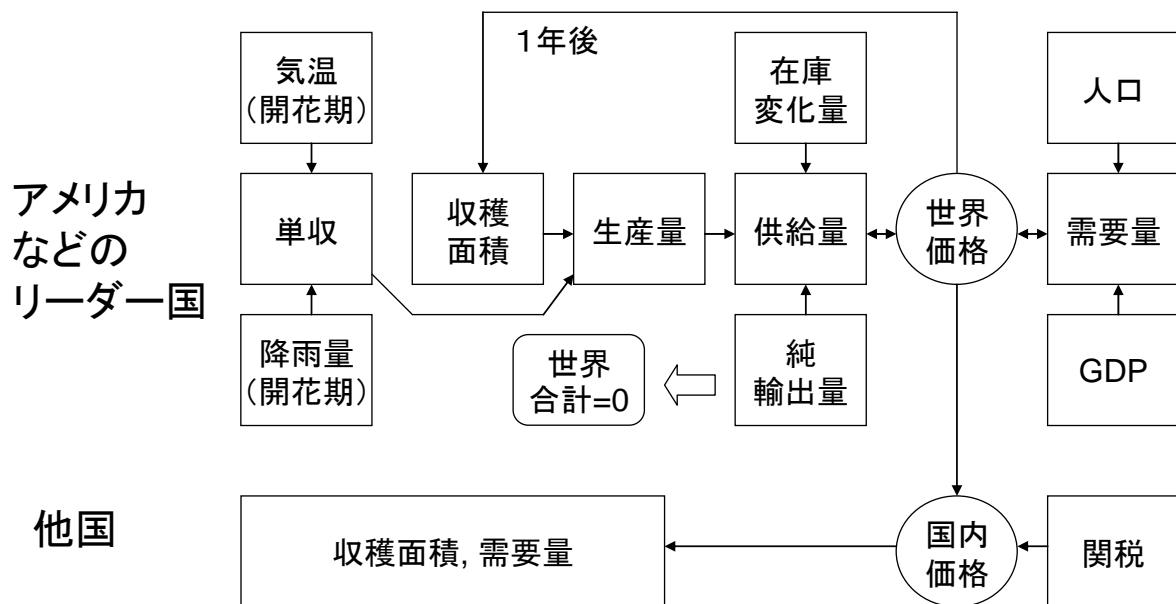 1年後
気温
(開花期)
在庫
変化量
人口
アメリカ
などの
リーダー国
単収
収穫
面積
生産量
供給量
世界
価格
需要量
降雨量
(開花期)
世界
合計=0
純
輸出量
GDP
他国
収穫面積, 需要量
国内
価格
関税